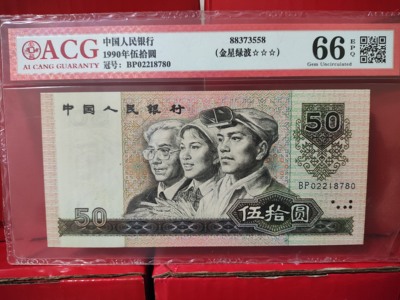 ACG
AI CANG GUARANTY
中国人民银行
1990年伍拾圆
冠号: BP02218780
88373558
(金星绿波☆☆☆)
66 EPQ
Gem Uncirculated
中国人民银行
50
BP02218780
50
伍拾圆